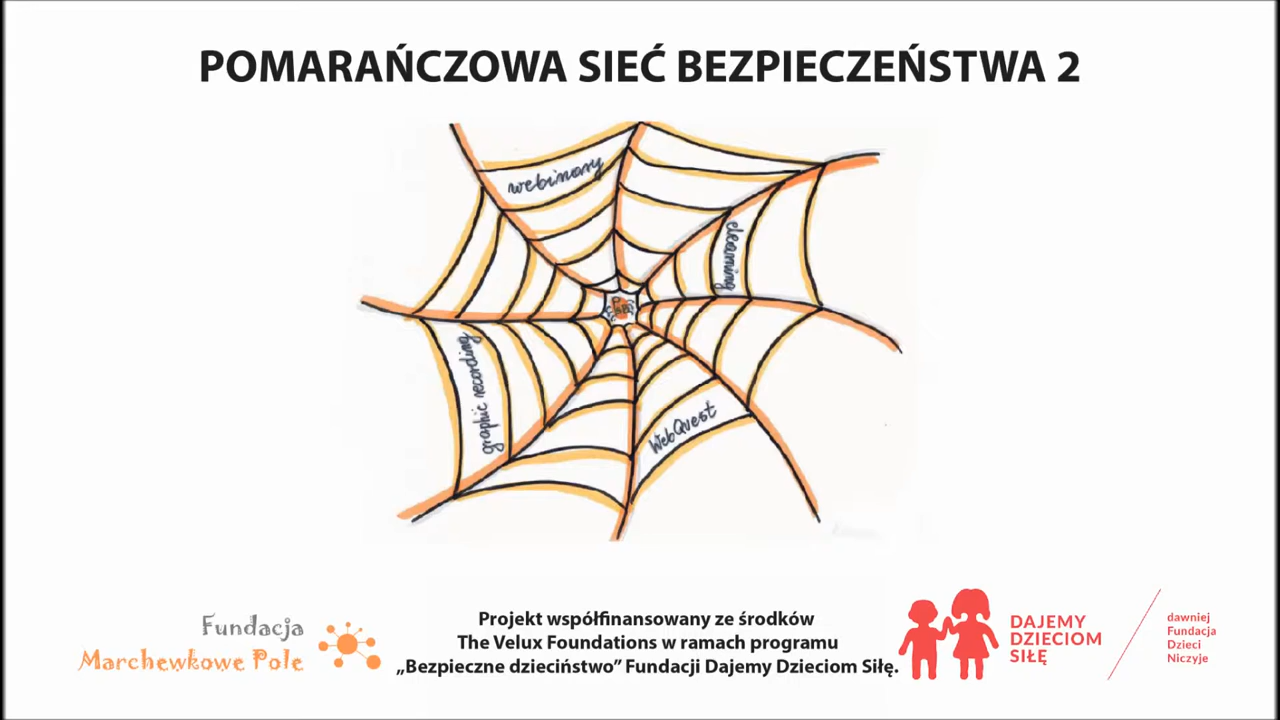 POMARAŃCZOWA SIEĆ BEZPIECZEŃSTWA 2
webinary
elearning
graphic recording
WebQuest
Fundacja
Marchewkowe Pole
Projekt współfinansowany ze środków
The Velux Foundations w ramach programu
„Bezpieczne dzieciństwo” Fundacji Dajemy Dzieciom Siłę.
DAJEMY
DZIECIOM
SIŁĘ
dawniej
Fundacja
Dzieci
Niczyje